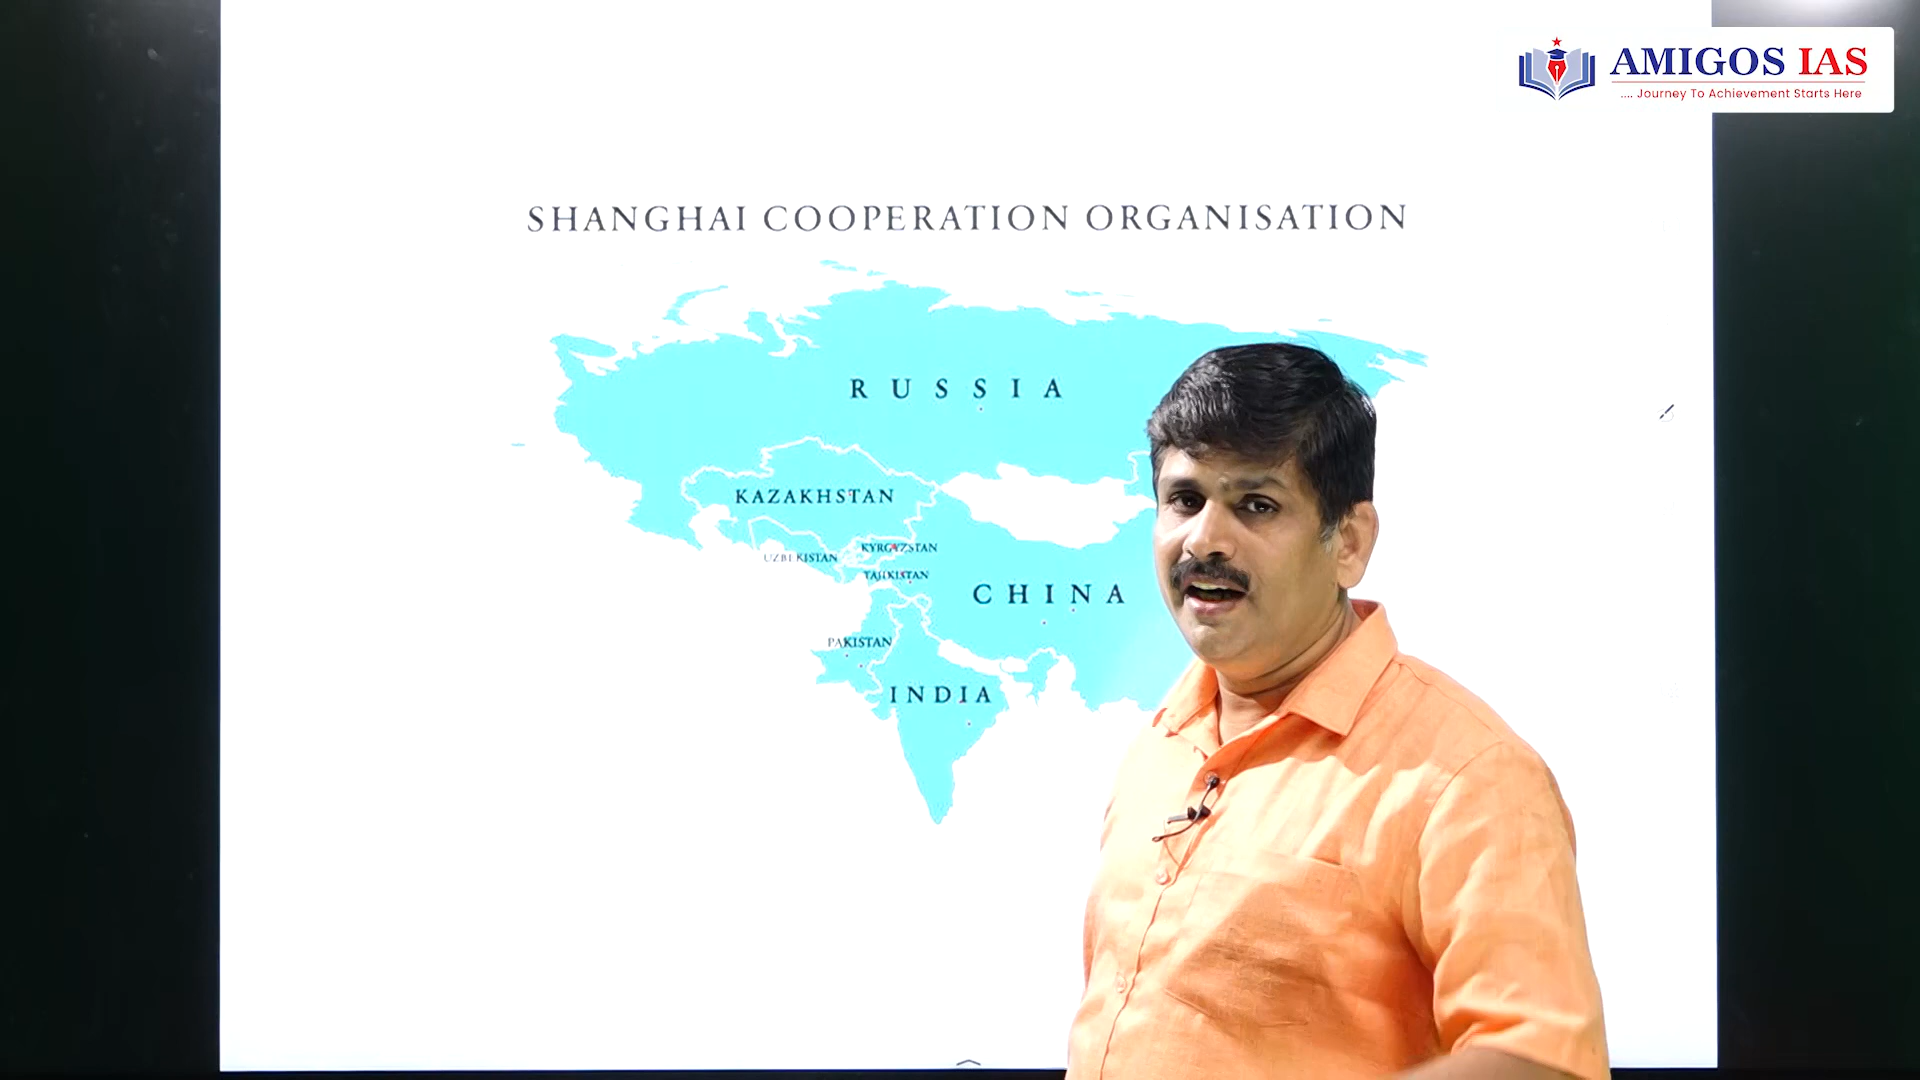 AMIGOS IAS
.... Journey To Achievement Starts Here
SHANGHAI COOPERATION ORGANISATION
RUSSIA
KAZAKHSTAN
UZBEKISTAN
KYRGYZSTAN
TAJIKISTAN
CHINA
PAKISTAN
INDIA